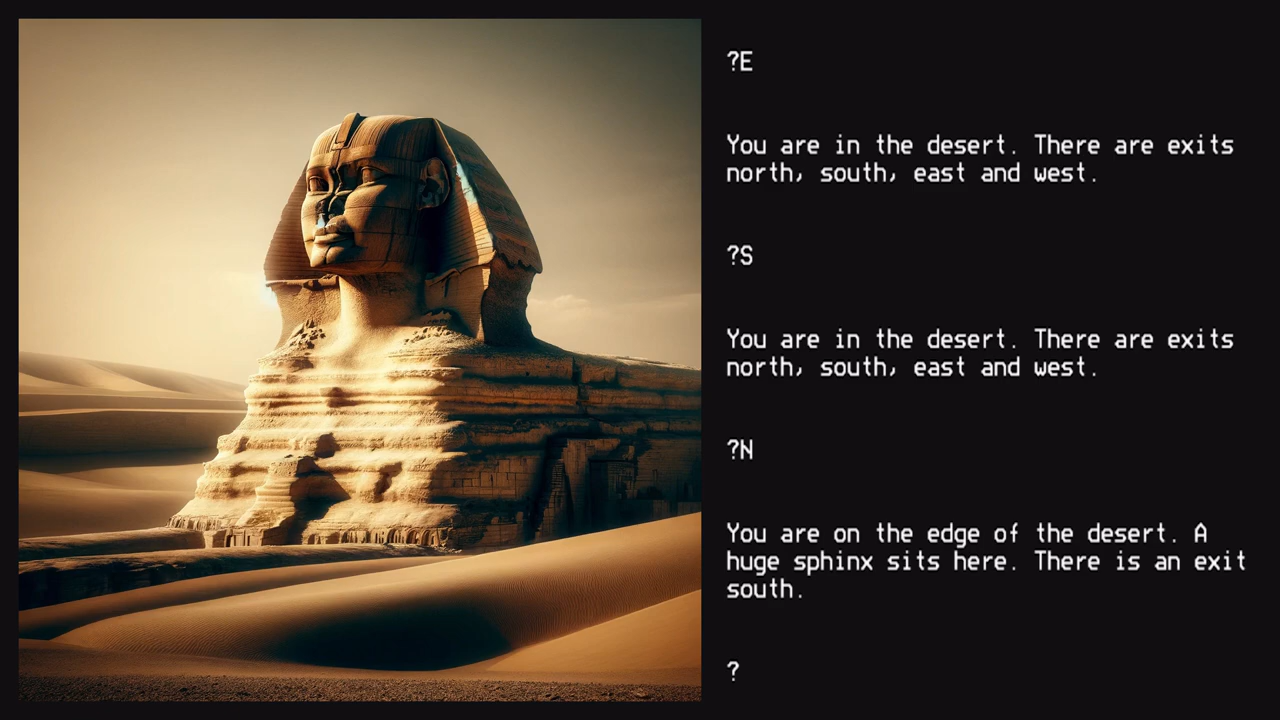 ?E
You are in the desert. There are exits
north, south, east and west.
?S
You are in the desert. There are exits
north, south, east and west.
?N
You are on the edge of the desert. A
huge sphinx sits here. There is an exit
south.
?